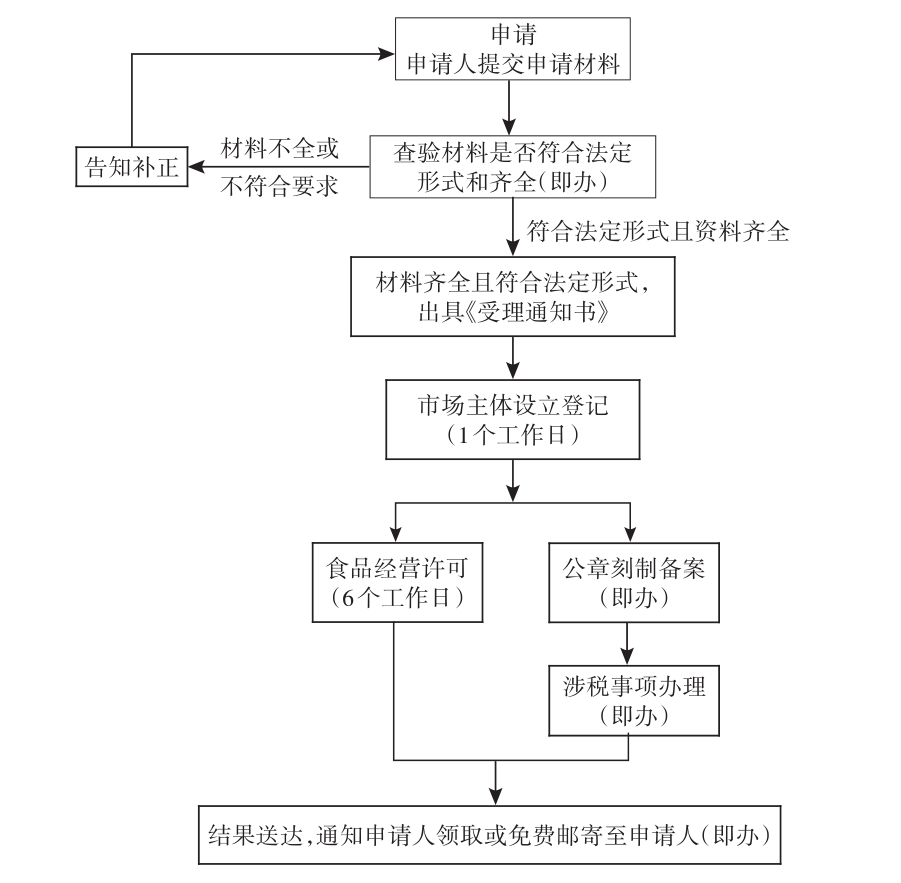 申请
申请人提交申请材料
材料不全或
不符合要求
告知补正
查验材料是否符合法定
形式和齐全(即办)
符合法定形式且资料齐全
材料齐全且符合法定形式，
出具《受理通知书》
市场主体设立登记
(1个工作日)
食品经营许可
(6个工作日)
公章刻制备案
(即办)
涉税事项办理
(即办)
结果送达，通知申请人领取或免费邮寄至申请人(即办)